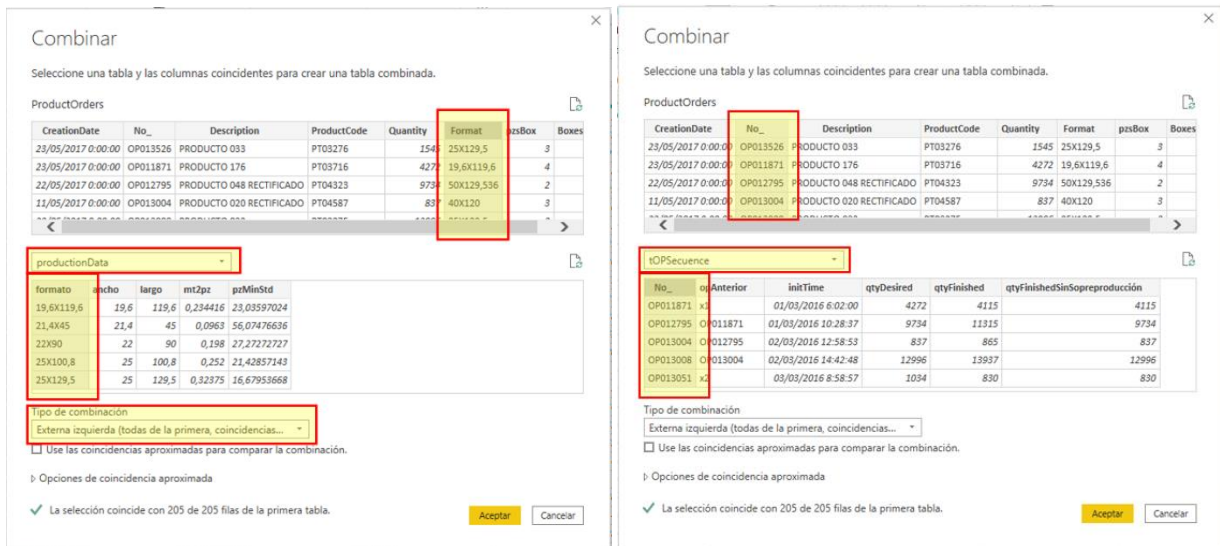 Combinar
Seleccione una tabla y las columnas coincidentes para crear una tabla combinada.
ProductOrders
CreationDate No_ Description ProductCode Quantity Format pzsBox Boxes
23/05/2017 0:00:00 OP013526 PRODUCTO 033 PT03276 1545 25X129,5 3
23/05/2017 0:00:00 OP011871 PRODUCTO 176 PT03716 4272 19,6X119,6 4
22/05/2017 0:00:00 OP012795 PRODUCTO 048 RECTIFICADO PT04323 9734 50X129,536 2
11/05/2017 0:00:00 OP013004 PRODUCTO 020 RECTIFICADO PT04587 837 40X120 3
productionData
formato ancho largo mt2pz pzMinStd
19,6X119,6 19,6 119,6 0,234416 23,03597024
21,4X45 21,4 45 0,0963 56,07476636
22X90 22 90 0,198 27,27272727
25X100,8 25 100,8 0,252 21,42857143
25X129,5 25 129,5 0,32375 16,67953668
Tipo de combinación
Externa izquierda (todas de la primera, coincidencias...
Use las coincidencias aproximadas para comparar la combinación.
Opciones de coincidencia aproximada
La selección coincide con 205 de 205 filas de la primera tabla.
Aceptar Cancelar
Combinar
Seleccione una tabla y las columnas coincidentes para crear una tabla combinada.
ProductOrders
CreationDate No_ Description ProductCode Quantity Format pzsBox Boxes
23/05/2017 0:00:00 OP013526 PRODUCTO 033 PT03276 1545 25X129,5 3
23/05/2017 0:00:00 OP011871 PRODUCTO 176 PT03716 4272 19,6X119,6 4
22/05/2017 0:00:00 OP012795 PRODUCTO 048 RECTIFICADO PT04323 9734 50X129,536 2
11/05/2017 0:00:00 OP013004 PRODUCTO 020 RECTIFICADO PT04587 837 40X120 3
tOPSecuence
No_ opAnterior initTime qtyDesired qtyFinished qtyFinishedSinSopreproducción
OP011871 x1 01/03/2016 6:02:00 4272 4115 4115
OP012795 OP011871 01/03/2016 10:28:37 9734 11315 9734
OP013004 OP012795 02/03/2016 12:58:53 837 865 837
OP013008 OP013004 02/03/2016 14:42:48 12996 13937 12996
OP013051 x2 03/03/2016 8:58:57 1034 830 830
Tipo de combinación
Externa izquierda (todas de la primera, coincidencias...
Use las coincidencias aproximadas para comparar la combinación.
Opciones de coincidencia aproximada
La selección coincide con 205 de 205 filas de la primera tabla.
Aceptar Cancelar